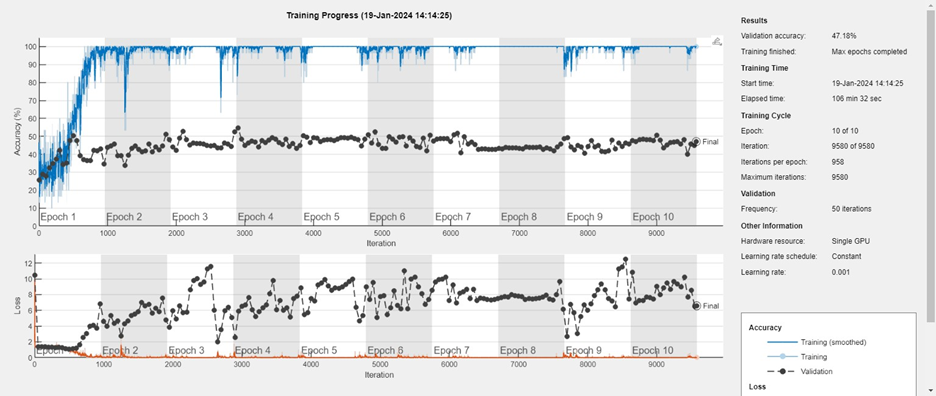 Training Progress (19-Jan-2024 14:14:25)
Accuracy (%)
100
90
80
70
60
50
40
30
20
10
0
Final
Epoch 1 Epoch 2 Epoch 3 Epoch 4 Epoch 5 Epoch 6 Epoch 7 Epoch 8 Epoch 9 Epoch 10
0 1000 2000 3000 4000 5000 6000 7000 8000 9000
Iteration
Loss
12
10
8
6
4
2
0
Final
Epoch 1 Epoch 2 Epoch 3 Epoch 4 Epoch 5 Epoch 6 Epoch 7 Epoch 8 Epoch 9 Epoch 10
0 1000 2000 3000 4000 5000 6000 7000 8000 9000
Iteration
Results
Validation accuracy: 47.18%
Training finished: Max epochs completed
Training Time
Start time: 19-Jan-2024 14:14:25
Elapsed time: 106 min 32 sec
Training Cycle
Epoch: 10 of 10
Iteration: 9580 of 9580
Iterations per epoch: 958
Maximum iterations: 9580
Validation
Frequency: 50 iterations
Other Information
Hardware resource: Single GPU
Learning rate schedule: Constant
Learning rate: 0.001
Accuracy
Training (smoothed)
Training
Validation
Loss